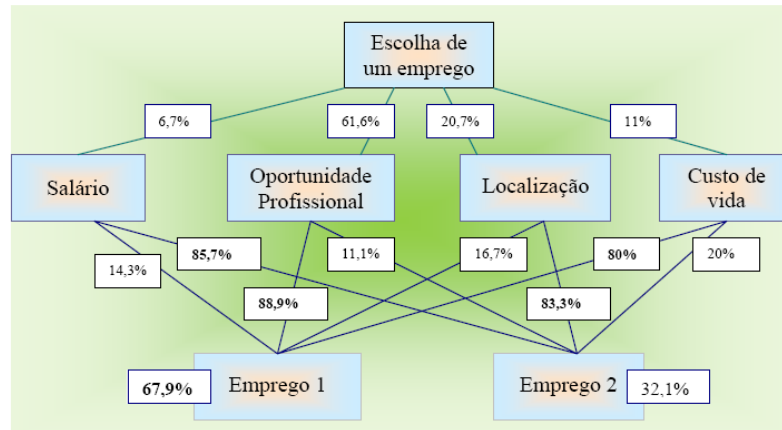 Escolha de
um emprego
6,7%
61,6%
20,7%
11%
Salário
Oportunidade
Profissional
Localização
Custo de
vida
14,3%
85,7%
11,1%
16,7%
80%
20%
88,9%
83,3%
67,9%
Emprego 1
Emprego 2
32,1%